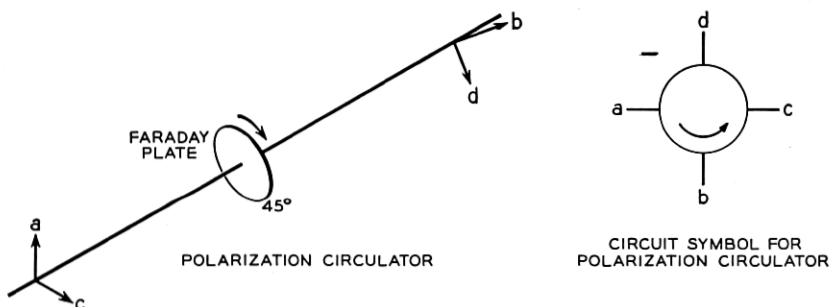 b
d
FARADAY
PLATE
45°
a
c
POLARIZATION CIRCULATOR
d
–
a
c
b
CIRCUIT SYMBOL FOR
POLARIZATION CIRCULATOR